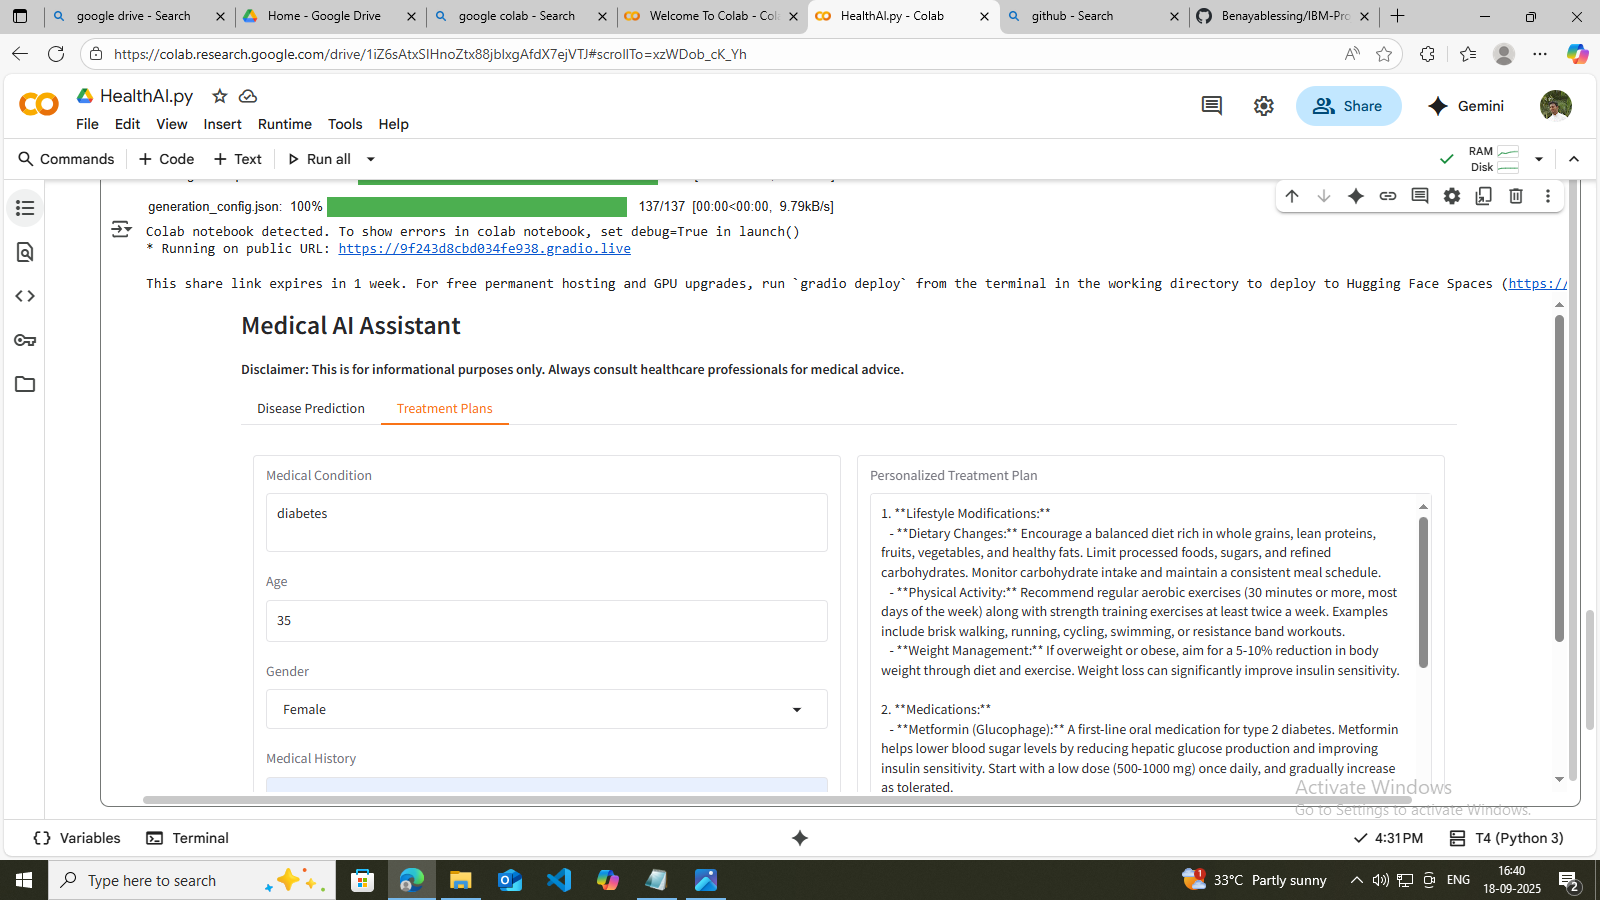 google drive - Search
Home - Google Drive
google colab - Search
Welcome To Colab - Col
HealthAI.py - Colab
github - Search
Benayablessing/IBM-Pro
https://colab.research.google.com/drive/1iZ6sAtxSIHnoZtx88jblxgAfdX7ejVTJ#scrollTo=xzWDob_cK_Yh
HealthAI.py
File Edit View Insert Runtime Tools Help
Share
Gemini
Commands
+ Code
+ Text
Run all
RAM
Disk
generation_config.json: 100%
137/137 [00:00<00:00, 9.79kB/s]
Colab notebook detected. To show errors in colab notebook, set debug=True in launch()
* Running on public URL: https://9f243d8cbd034fe938.gradio.live
This share link expires in 1 week. For free permanent hosting and GPU upgrades, run `gradio deploy` from the terminal in the working directory to deploy to Hugging Face Spaces (https:/
Medical AI Assistant
Disclaimer: This is for informational purposes only. Always consult healthcare professionals for medical advice.
Disease Prediction
Treatment Plans
Medical Condition
diabetes
Age
35
Gender
Female
Medical History
Personalized Treatment Plan
1. **Lifestyle Modifications:**
- **Dietary Changes:** Encourage a balanced diet rich in whole grains, lean proteins,
fruits, vegetables, and healthy fats. Limit processed foods, sugars, and refined
carbohydrates. Monitor carbohydrate intake and maintain a consistent meal schedule.
- **Physical Activity:** Recommend regular aerobic exercises (30 minutes or more, most
days of the week) along with strength training exercises at least twice a week. Examples
include brisk walking, running, cycling, swimming, or resistance band workouts.
- **Weight Management:** If overweight or obese, aim for a 5-10% reduction in body
weight through diet and exercise. Weight loss can significantly improve insulin sensitivity.
2. **Medications:**
- **Metformin (Glucophage):** A first-line oral medication for type 2 diabetes. Metformin
helps lower blood sugar levels by reducing hepatic glucose production and improving
insulin sensitivity. Start with a low dose (500-1000 mg) once daily, and gradually increase
as tolerated.
Activate Windows
Go to Settings to activate Windows.
Variables
Terminal
4:31 PM
T4 (Python 3)
Type here to search
33°C Partly sunny
ENG
16:40
18-09-2025
2